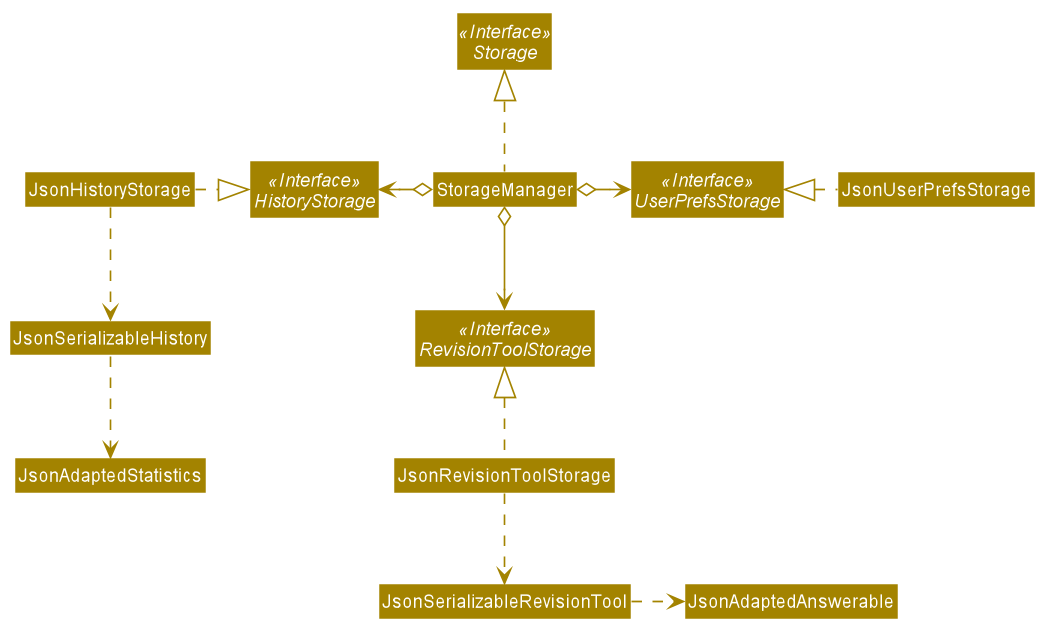 «Interface»
Storage
JsonHistoryStorage
«Interface»
HistoryStorage
StorageManager
«Interface»
UserPrefsStorage
JsonUserPrefsStorage
JsonSerializableHistory
«Interface»
RevisionToolStorage
JsonAdaptedStatistics
JsonRevisionToolStorage
JsonSerializableRevisionTool
JsonAdaptedAnswerable